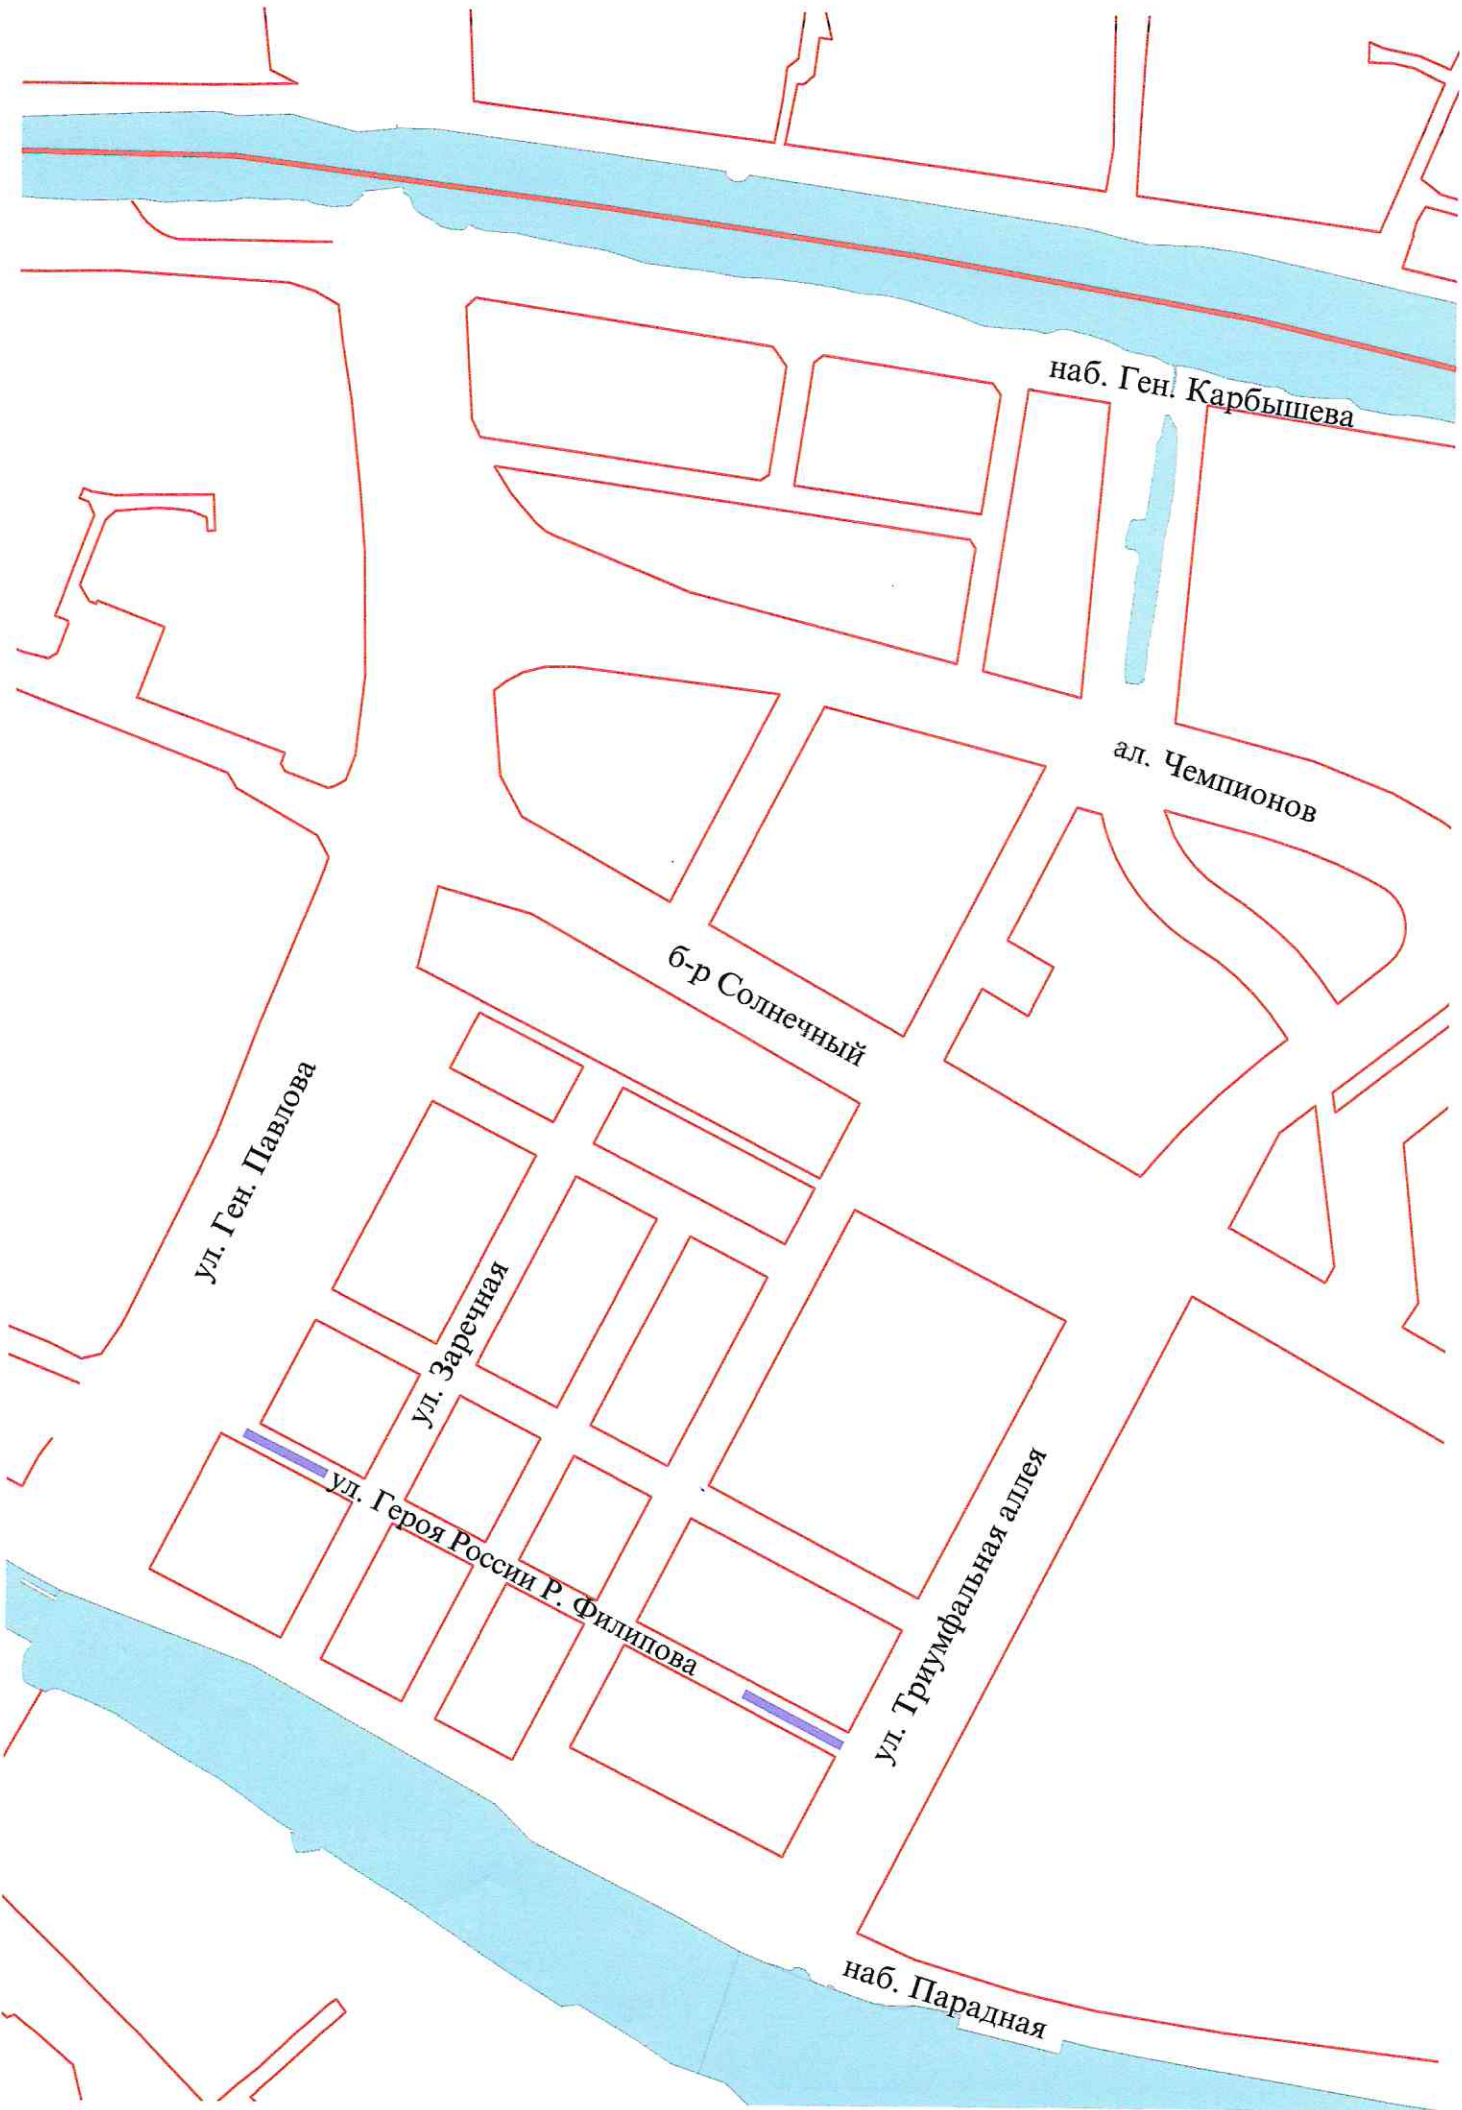 наб. Ген. Карбышева
ал. Чемпионов
б-р Солнечный
ул. Ген. Павлова
ул. Заречная
ул. Героя России Р. Филипова
ул. Триумфальная аллея
наб. Парадная